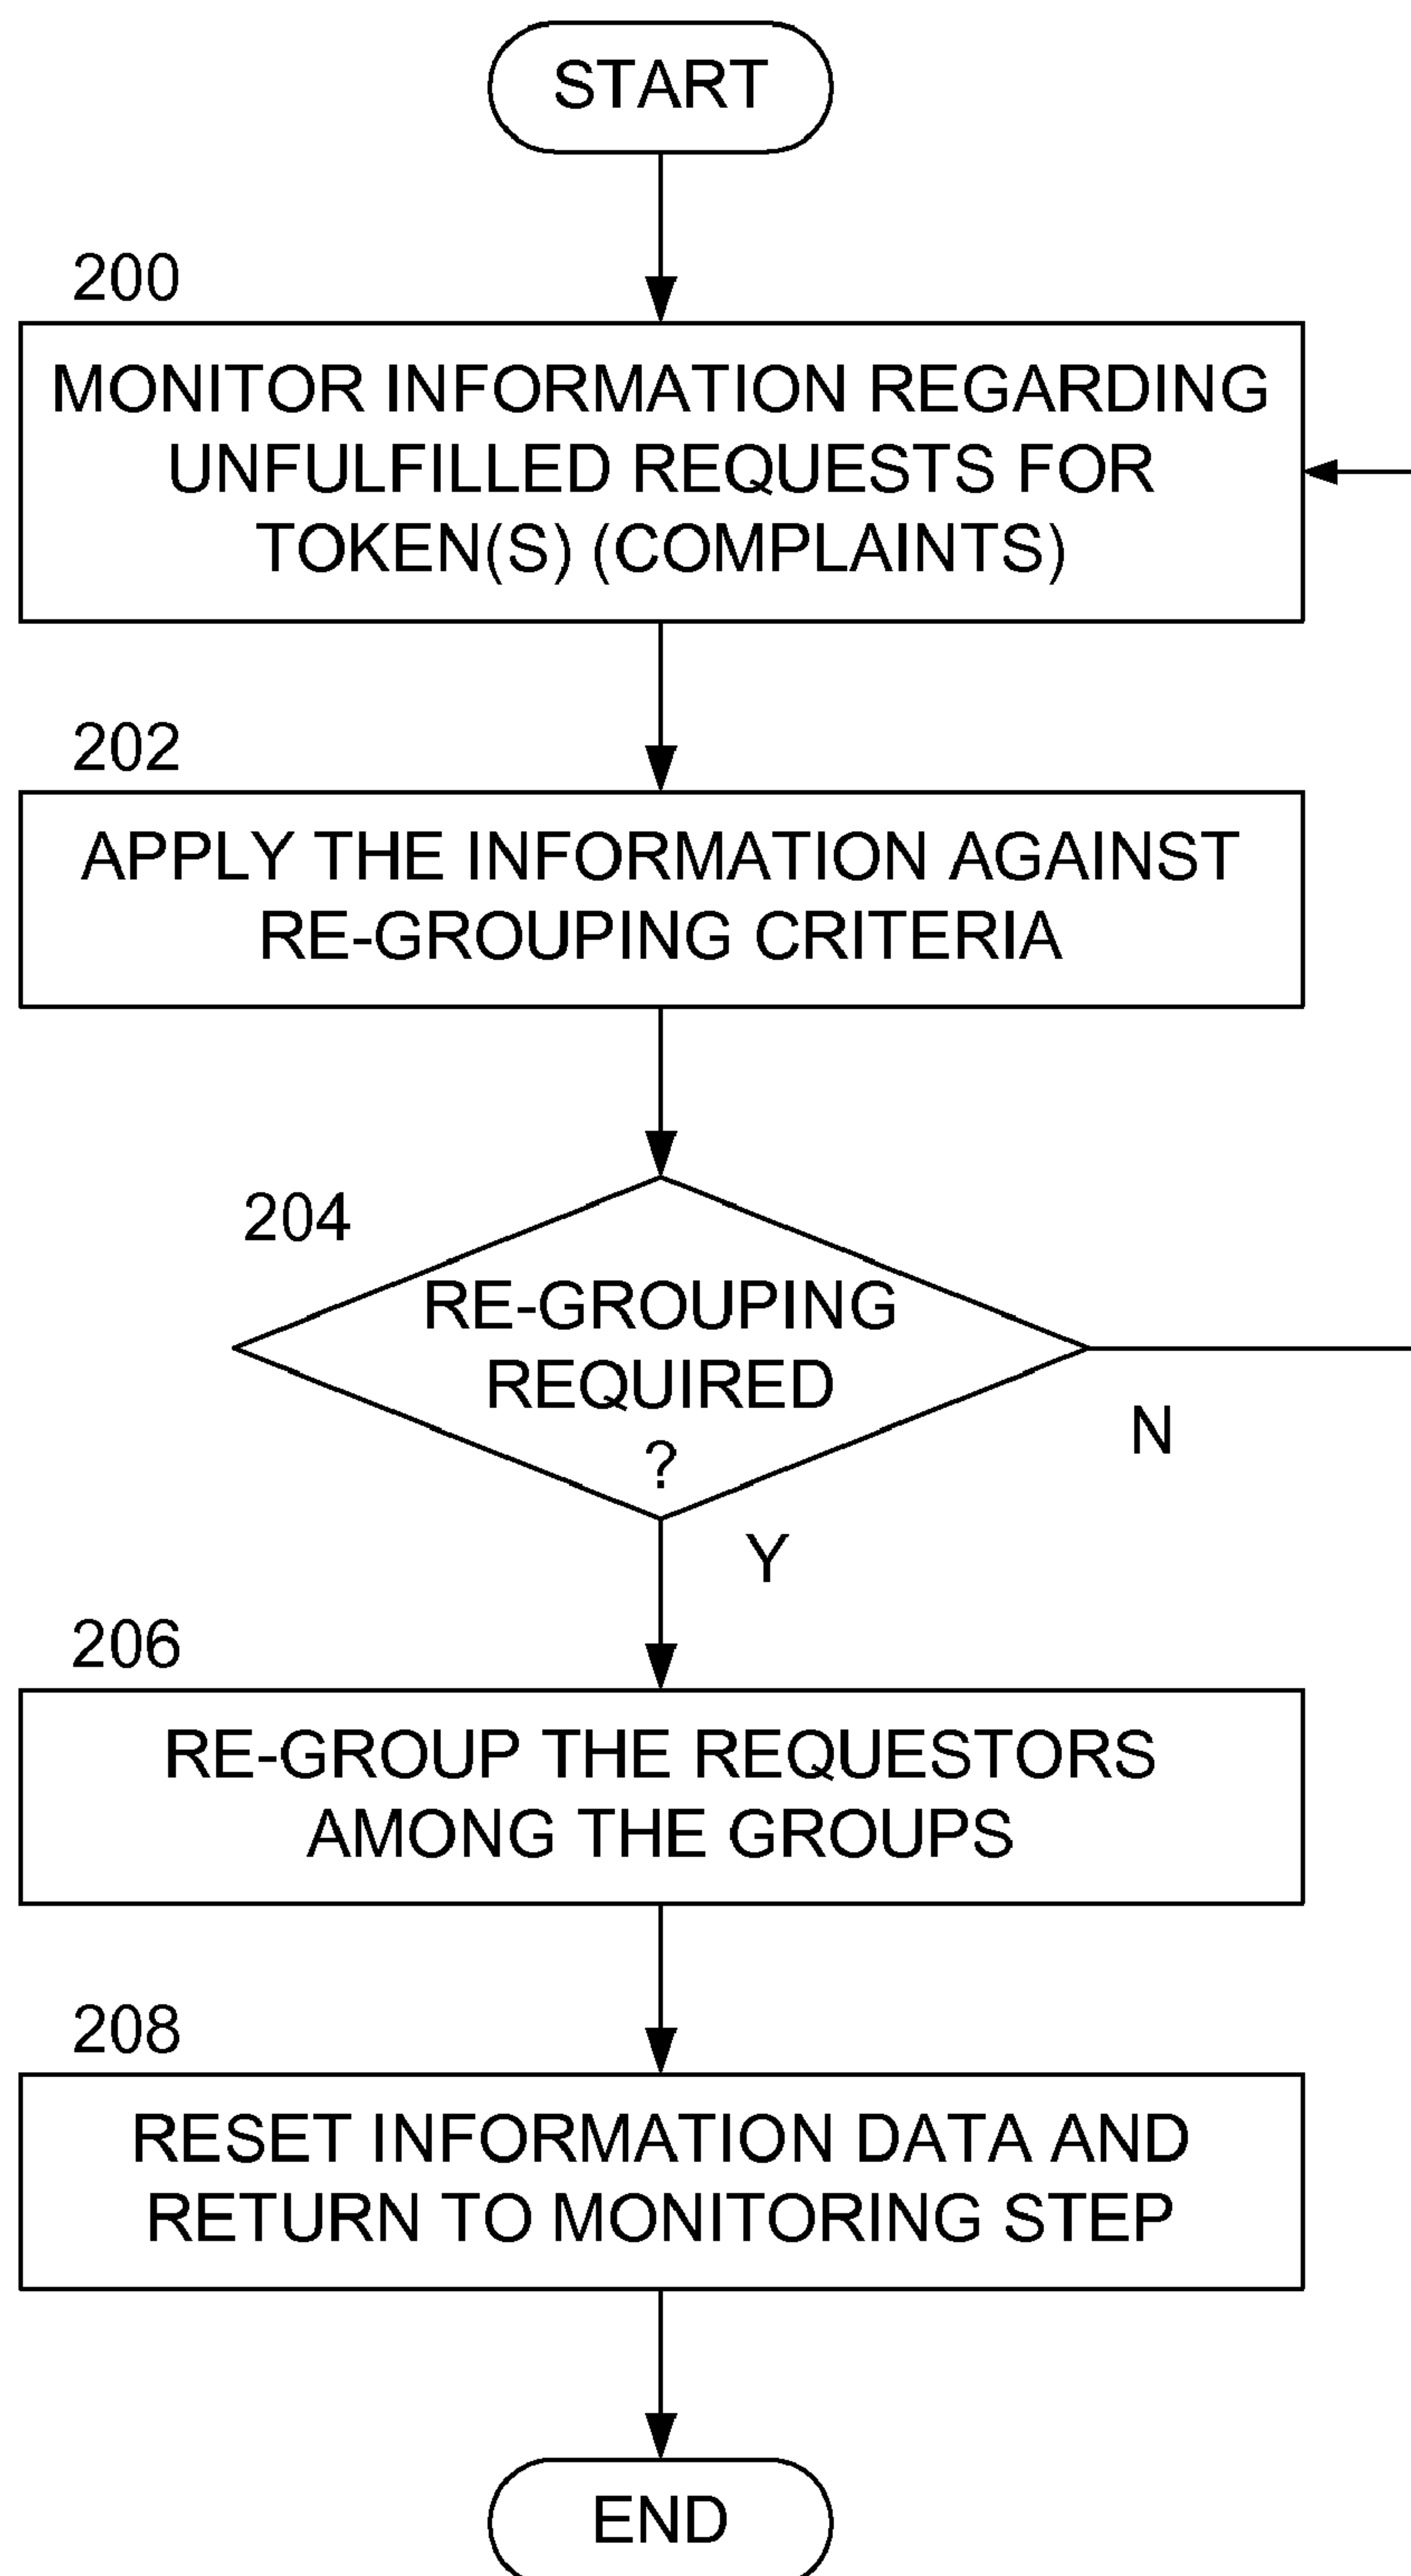 START
200
MONITOR INFORMATION REGARDING
UNFULFILLED REQUESTS FOR
TOKEN(S) (COMPLAINTS)
202
APPLY THE INFORMATION AGAINST
RE-GROUPING CRITERIA
204
RE-GROUPING
REQUIRED
?
N
Y
206
RE-GROUP THE REQUESTORS
AMONG THE GROUPS
208
RESET INFORMATION DATA AND
RETURN TO MONITORING STEP
END